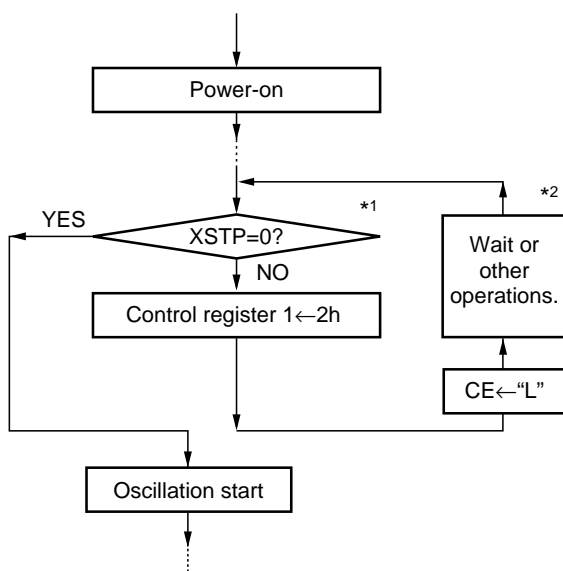 Power-on
*1
*2
YES
XSTP=0?
Wait or
other
operations.
NO
Control register 1←2h
CE←“L”
Oscillation start